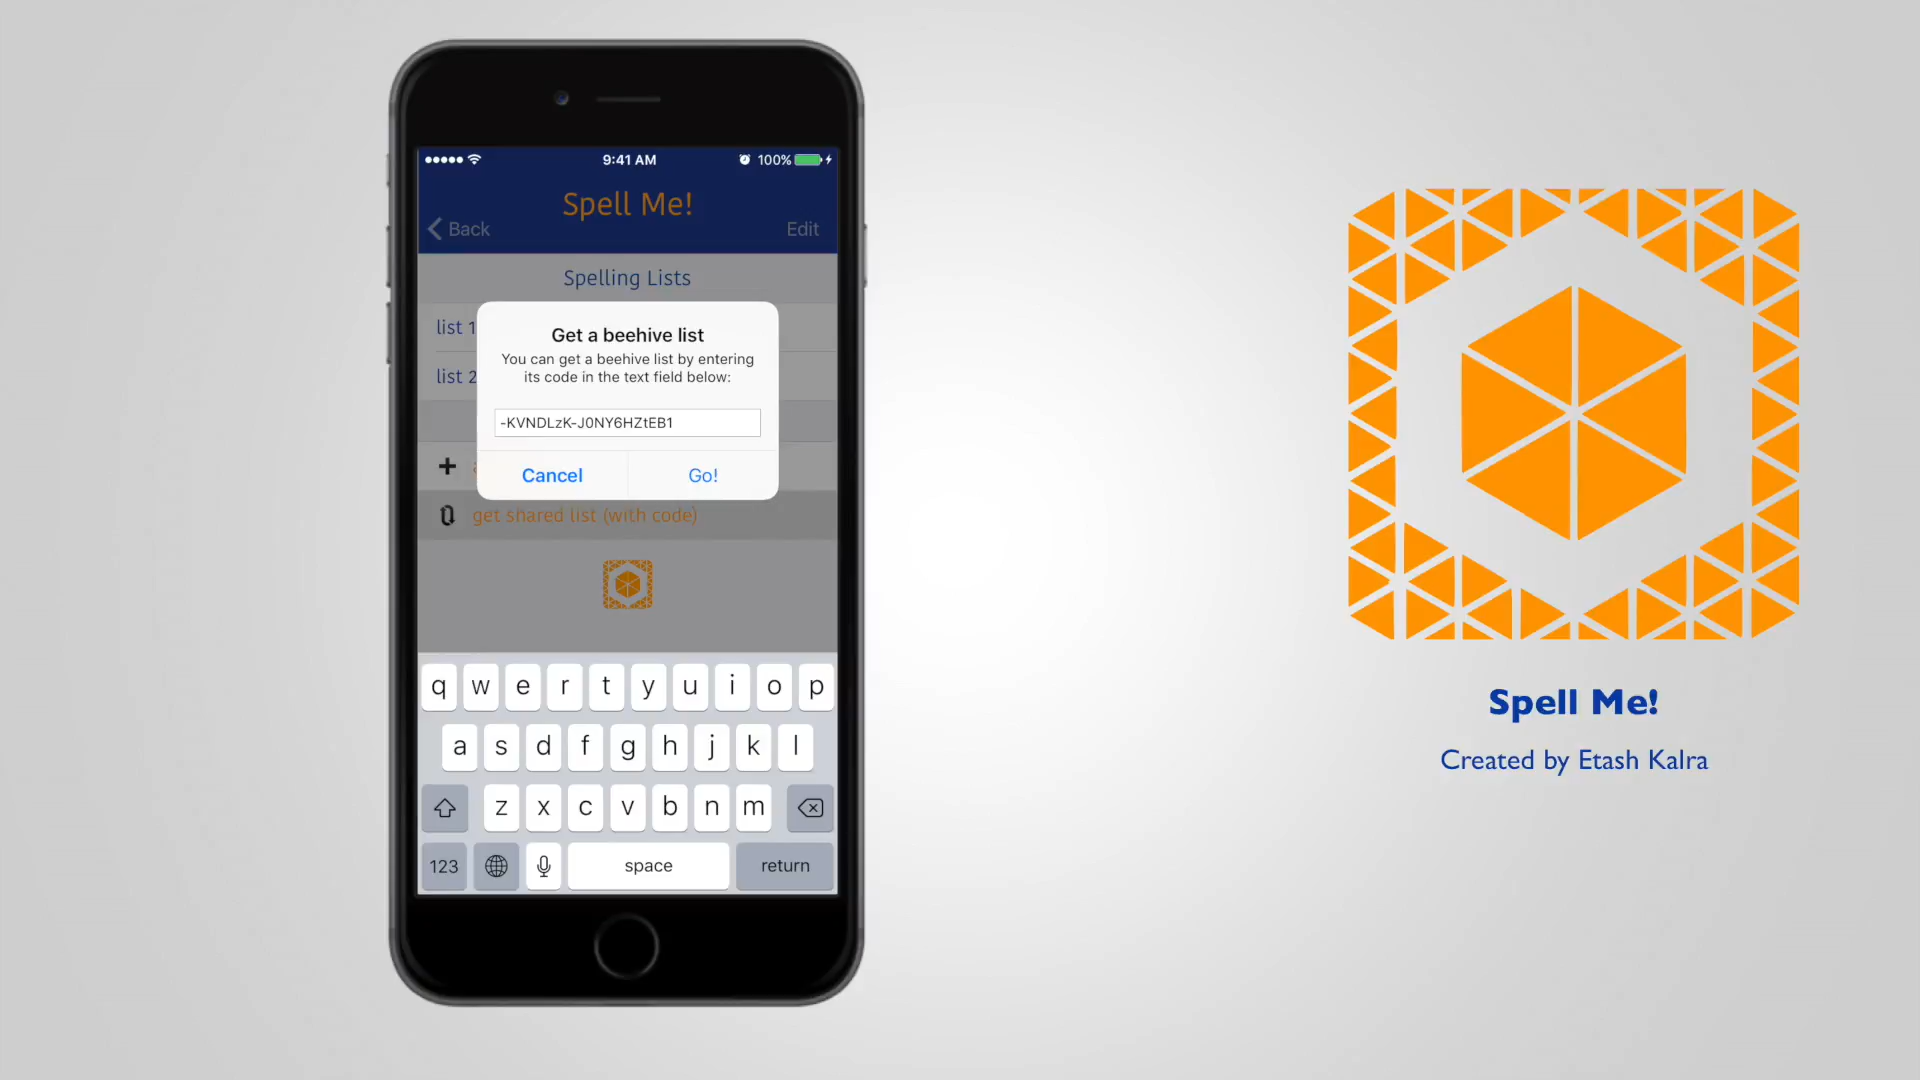 9:41 AM
100%
Spell Me!
Back
Edit
Spelling Lists
list 1
list 2
Get a beehive list
You can get a beehive list by entering
its code in the text field below:
-KVNDLzK-J0NY6HZtEB1
Cancel
Go!
get shared list (with code)
q w e r t y u i o p
a s d f g h j k l
z x c v b n m
123
space
return
Spell Me!
Created by Etash Kalra